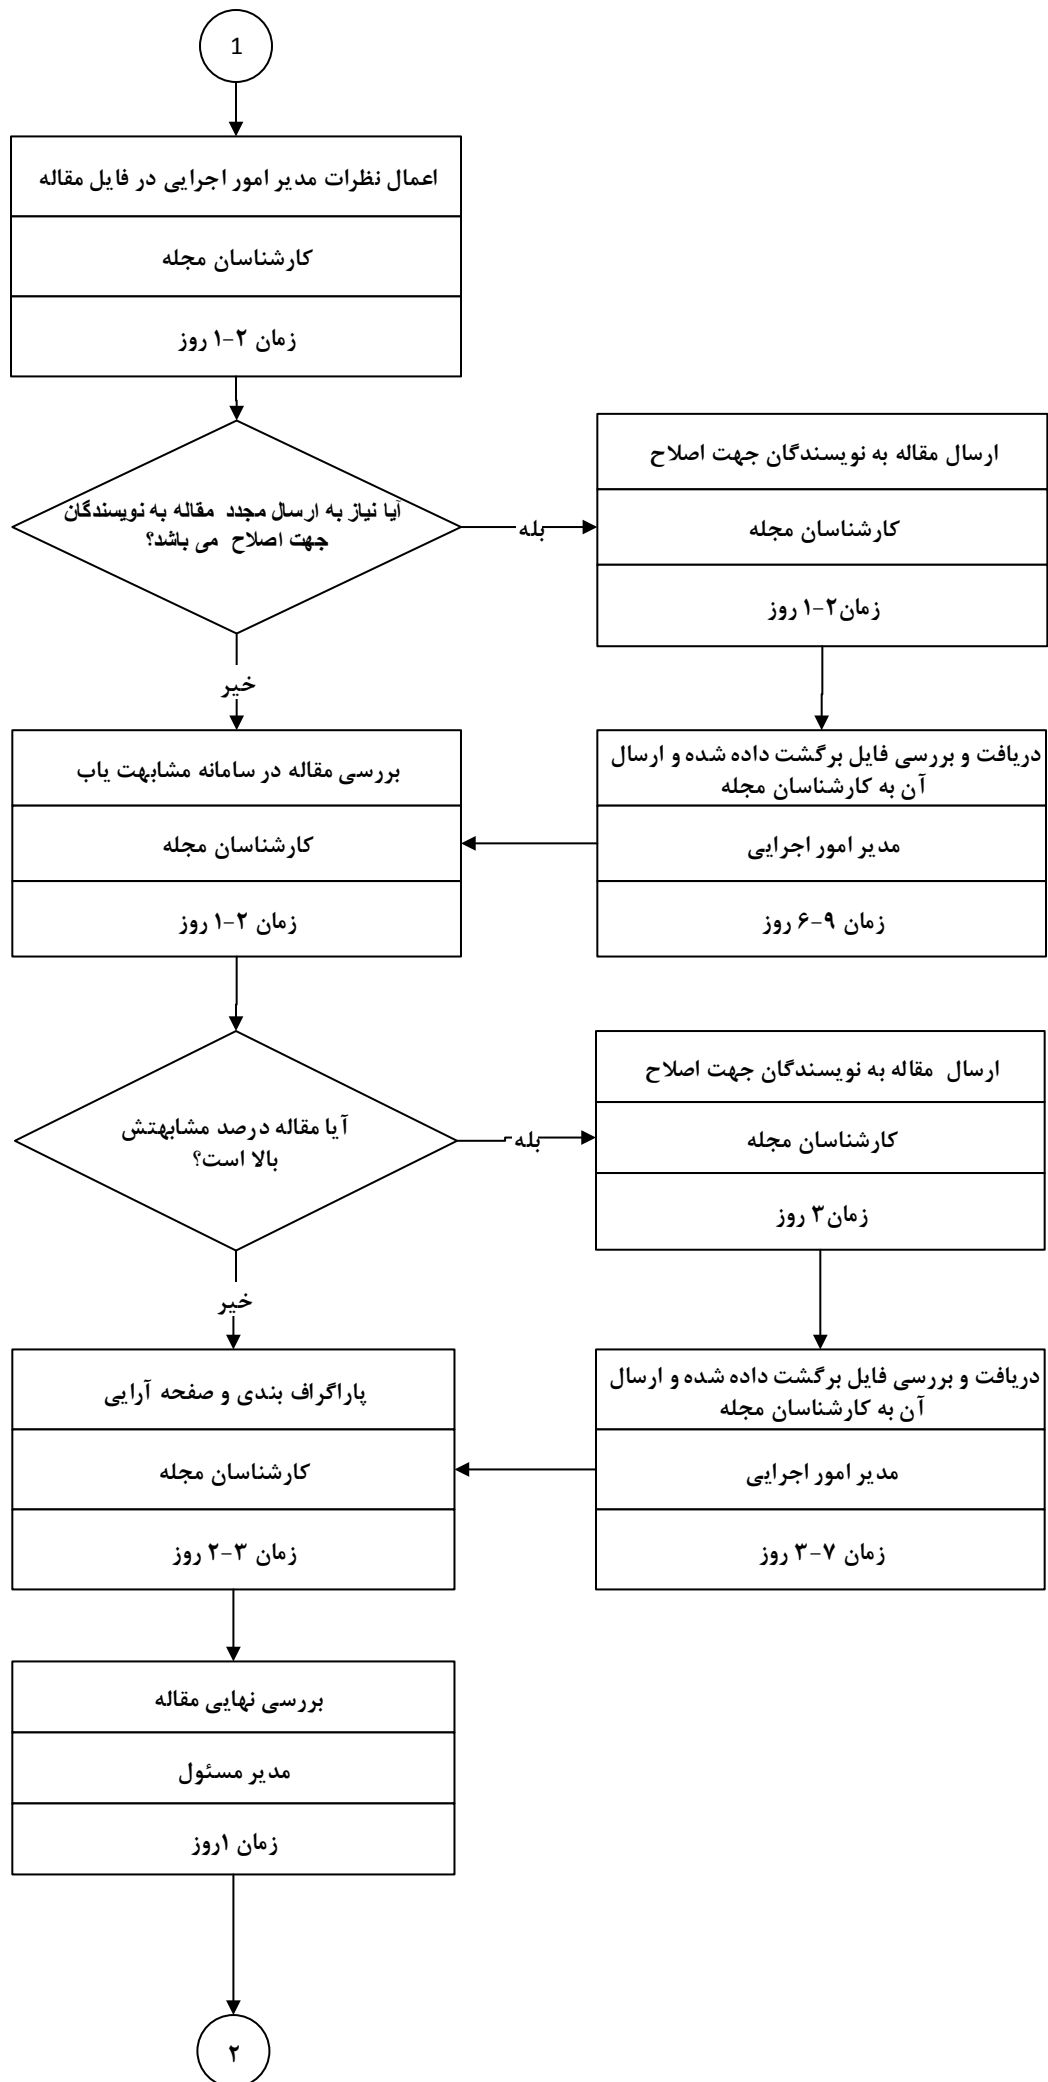 1
اعمال نظرات مدیر امور اجرایی در فایل مقاله
کارشناسان مجله
زمان ۲-۱ روز
آیا نیاز به ارسال مجدد مقاله به نویسندگان
جهت اصلاح می باشد؟
بله
ارسال مقاله به نویسندگان جهت اصلاح
کارشناسان مجله
زمان۲-۱ روز
خیر
دریافت و بررسی فایل برگشت داده شده و ارسال
آن به کارشناسان مجله
مدیر امور اجرایی
زمان ۹-۶ روز
بررسی مقاله در سامانه مشابهت یاب
کارشناسان مجله
زمان ۲-۱ روز
آیا مقاله درصد مشابهتش
بالا است؟
بله
ارسال مقاله به نویسندگان جهت اصلاح
کارشناسان مجله
زمان۳ روز
خیر
دریافت و بررسی فایل برگشت داده شده و ارسال
آن به کارشناسان مجله
مدیر امور اجرایی
زمان ۷-۳ روز
پاراگراف بندی و صفحه آرایی
کارشناسان مجله
زمان ۳-۲ روز
بررسی نهایی مقاله
مدیر مسئول
زمان ۱روز
۲